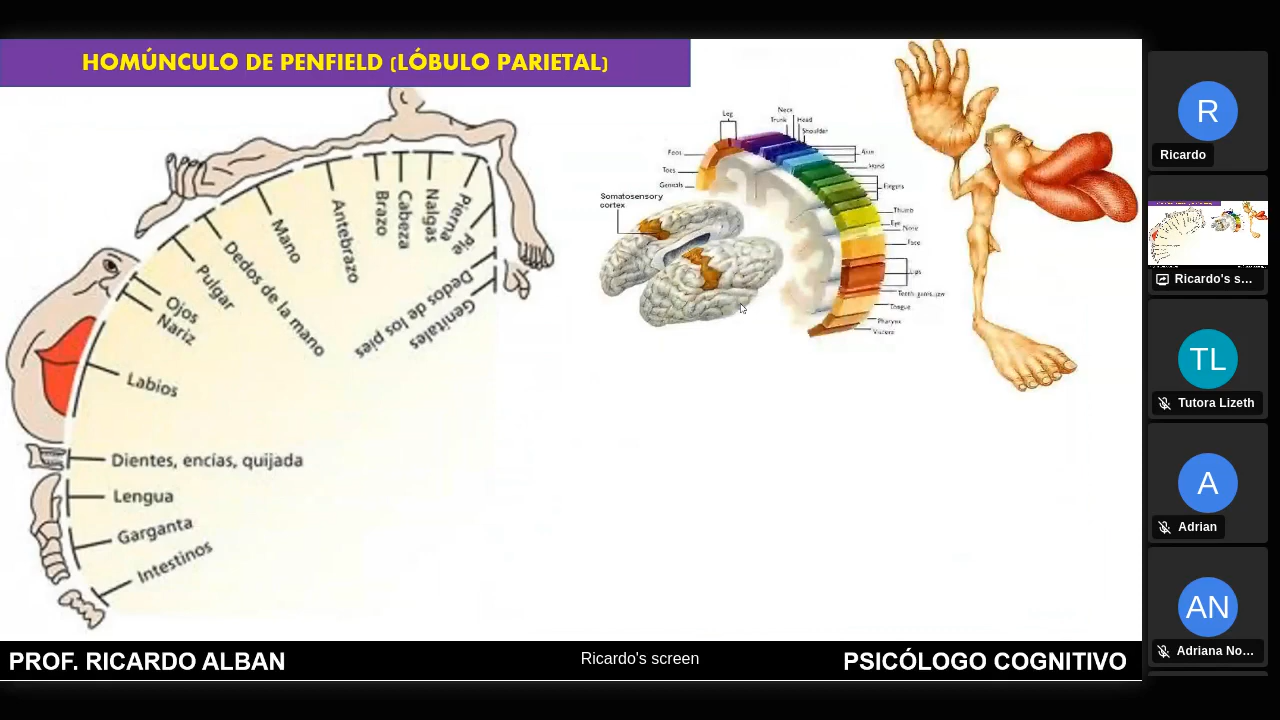 HOMÚNCULO DE PENFIELD (LÓBULO PARIETAL)
Pierna
Pie
Dedos de los pies
Genitales
Nalgas
Cabeza
Brazo
Antebrazo
Mano
Dedos de la mano
Pulgar
Ojos
Nariz
Labios
Dientes, encías, quijada
Lengua
Garganta
Intestinos
Somatosensory
cortex
Leg
Neck
Trunk
Head
Shoulder
Arm
Hand
Fingers
Thumb
Eye
Nose
Face
Lips
Teeth, gums, jaw
Tongue
Pharynx
Viscera
Toes
Genitals
PROF. RICARDO ALBAN
Ricardo's screen
PSICÓLOGO COGNITIVO
R
Ricardo
Ricardo's s...
TL
Tutora Lizeth
A
Adrian
AN
Adriana No...